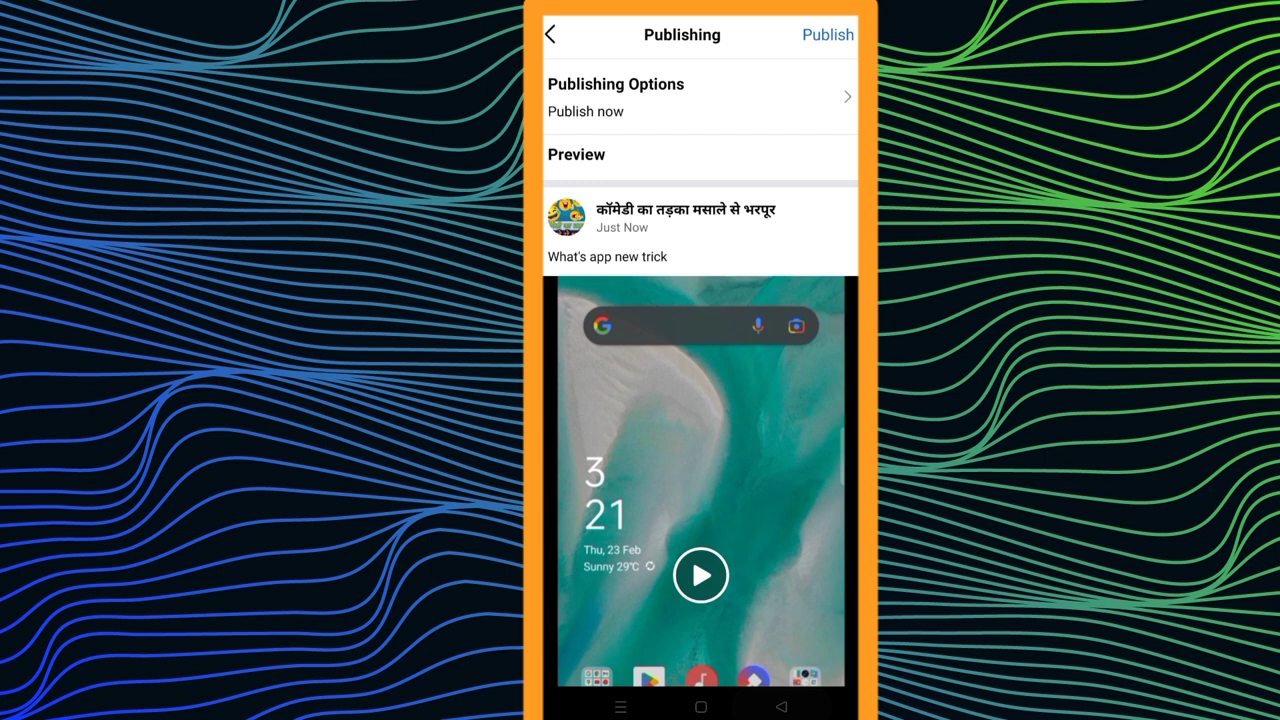 Publishing
Publish
Publishing Options
Publish now
Preview
कॉमेडी का तड़का मसाले से भरपूर
Just Now
What's app new trick
3
21
Thu, 23 Feb
Sunny 29°C